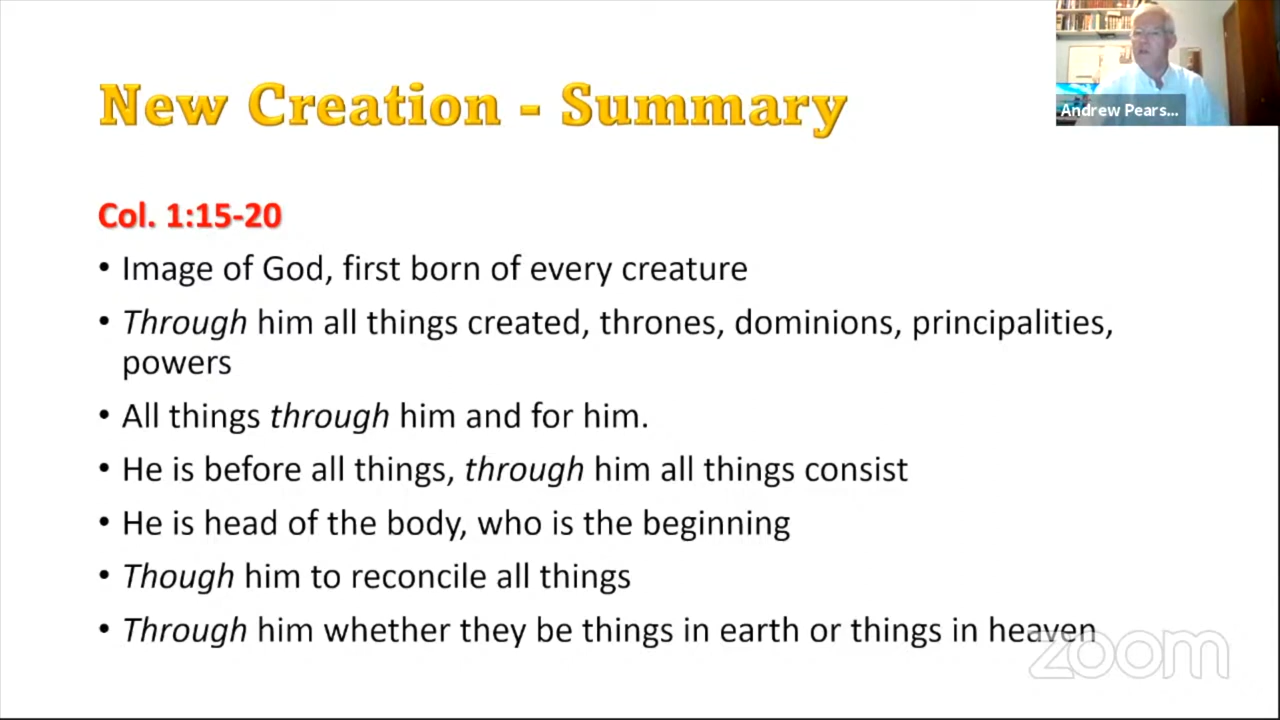 New Creation - Summary
Andrew Pears...
Col. 1:15-20
• Image of God, first born of every creature
• Through him all things created, thrones, dominions, principalities,
powers
• All things through him and for him.
• He is before all things, through him all things consist
• He is head of the body, who is the beginning
• Though him to reconcile all things
• Through him whether they be things in earth or things in heaven
zoom